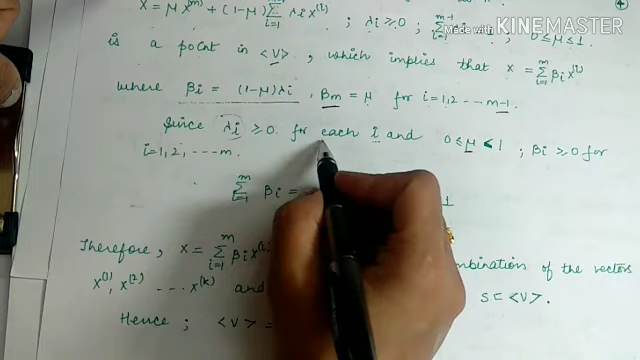 X = μ X^(m) + (1-μ) Σ_{i=1}^{m-1} λi X^(i) ; λi ≥ 0 ; Σ_{i=1}^{m-1} ; 0 ≤ μ ≤ 1.
Made with KINEMASTER
is a point in <V>, which implies that X = Σ_{i=1}^{m} βi X^(i)
where βi = (1-μ) λi , βm = μ for i=1,2 ... m-1
Since λi ≥ 0 for each i and 0 ≤ μ < 1 ; βi ≥ 0 for
i=1,2, ---- m.
Σ_{i=1}^{m} βi = 1
Therefore, X = Σ_{i=1}^{m} βi X^( ombination of the vectors
X^(1), X^(2) ---- X^(k) and S ⊂ <V>.
Hence ; <V> =